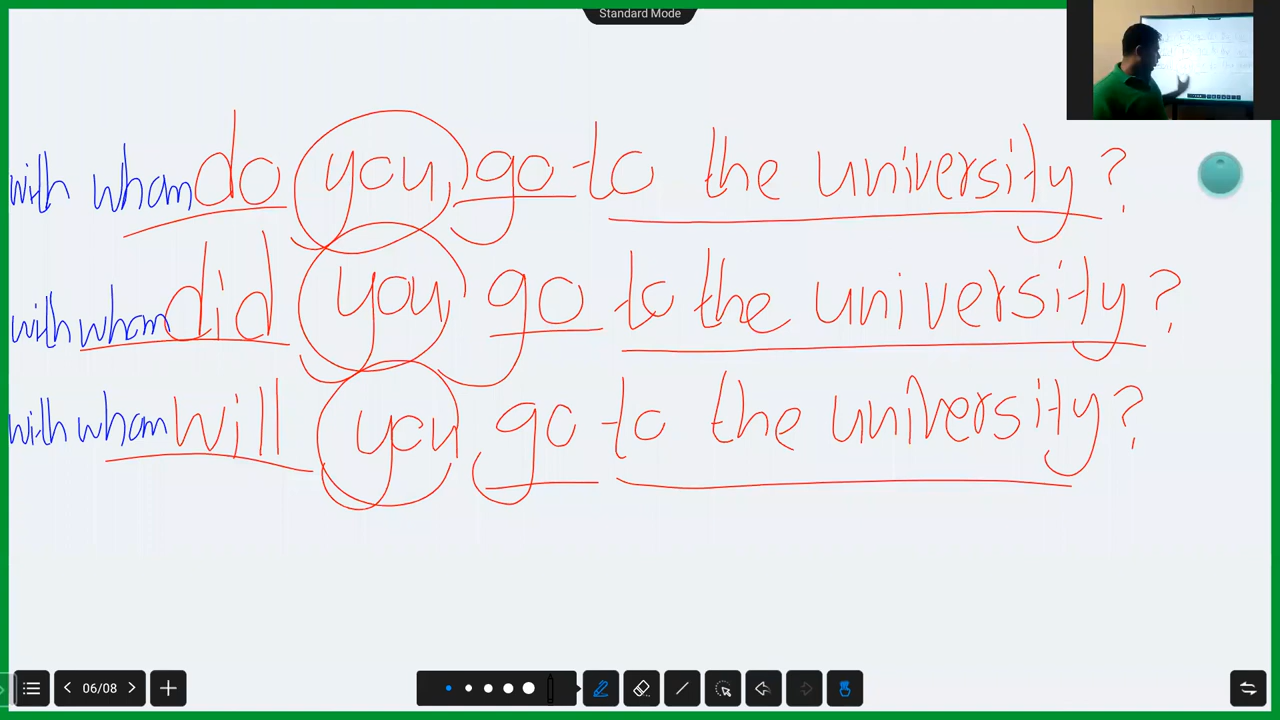 Standard Mode
with whom do you go to the university?
with whom did you go to the university?
with whom will you go to the university?
06/08